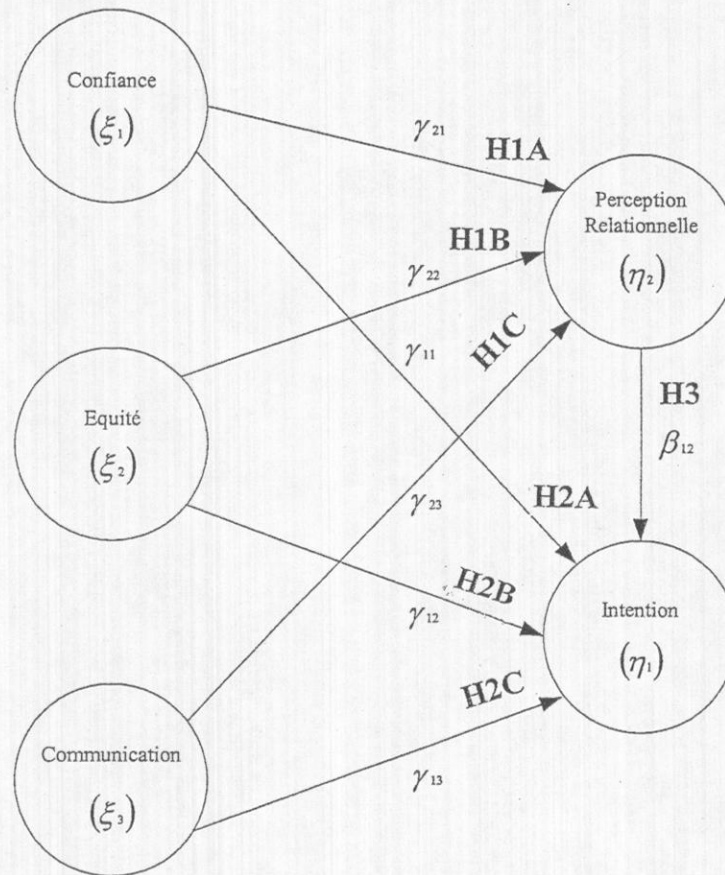 Confiance
(ξ₁)
γ₂₁
H1A
Perception
Relationnelle
(η₂)
H1B
γ₂₂
γ₁₁
H1C
H3
β₁₂
Equité
(ξ₂)
γ₂₃
H2A
H2B
γ₁₂
Intention
(η₁)
H2C
Communication
(ξ₃)
γ₁₃